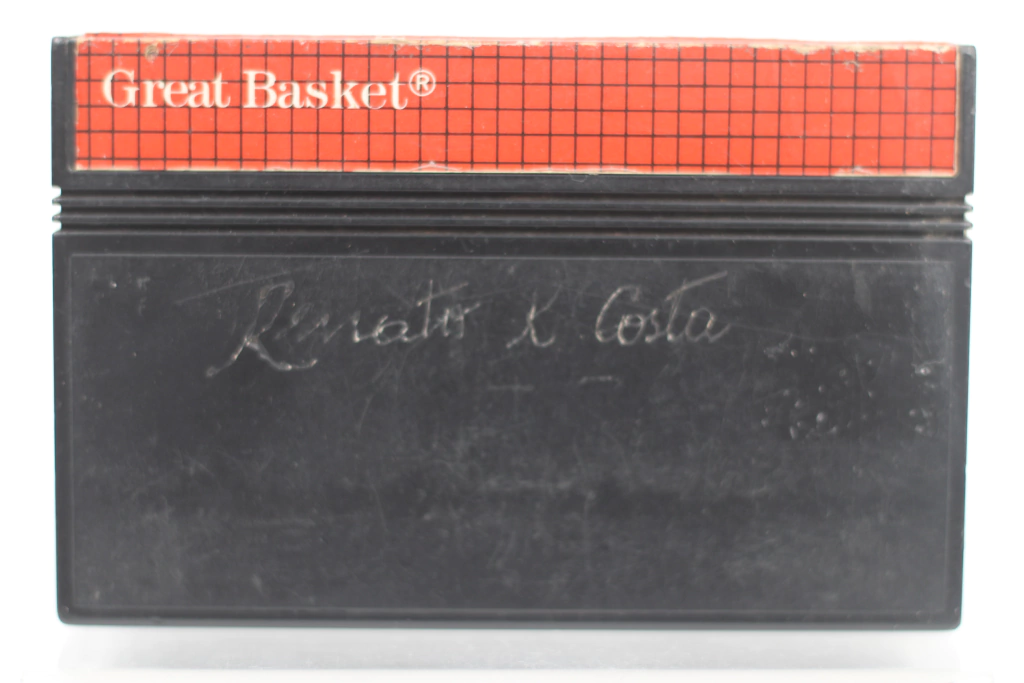 Great Basket®
Renato K Costa